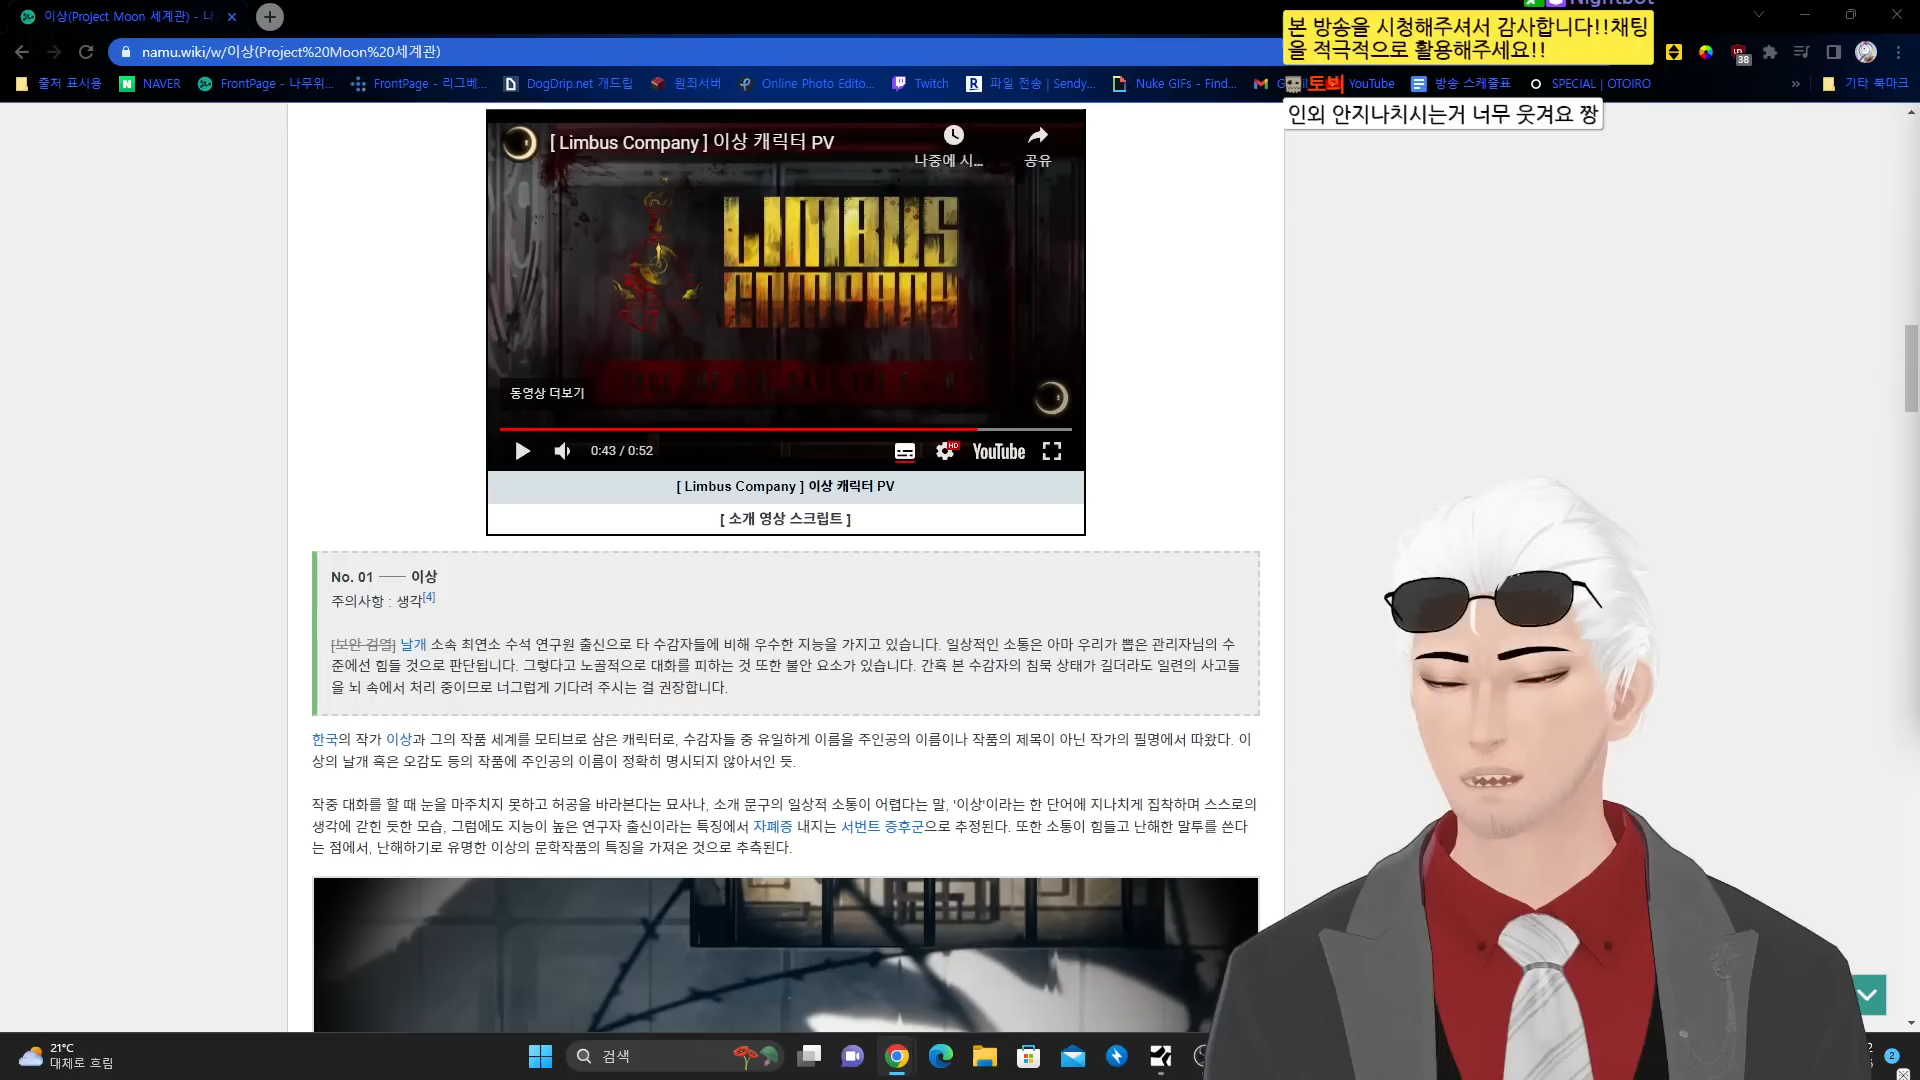 이상(Project Moon 세계관) - 나
Nightbot
본 방송을 시청해주셔서 감사합니다!!채팅
을 적극적으로 활용해주세요!!
namu.wiki/w/이상(Project%20Moon%20세계관)
38
출처 표시용
NAVER
FrontPage - 나무위...
FrontPage - 리그베...
DogDrip.net 개드립
원죄서버
Online Photo Edito...
Twitch
파일 전송 | Sendy...
Nuke GIFs - Find...
토뵈
YouTube
방송 스케줄표
SPECIAL | OTOIRO
기타 북마크
인외 안지나치시는거 너무 웃겨요 짱
[ Limbus Company ] 이상 캐릭터 PV
나중에 시...
공유
LIMBUS
COMPANY
동영상 더보기
0:43 / 0:52
HD
YouTube
[ Limbus Company ] 이상 캐릭터 PV
[ 소개 영상 스크립트 ]
No. 01 ─── 이상
주의사항 : 생각[4]
[보안 검열] 날개 소속 최연소 수석 연구원 출신으로 타 수감자들에 비해 우수한 지능을 가지고 있습니다. 일상적인 소통은 아마 우리가 뽑은 관리자님의 수
준에선 힘들 것으로 판단됩니다. 그렇다고 노골적으로 대화를 피하는 것 또한 불안 요소가 있습니다. 간혹 본 수감자의 침묵 상태가 길더라도 일련의 사고들
을 뇌 속에서 처리 중이므로 너그럽게 기다려 주시는 걸 권장합니다.
한국의 작가 이상과 그의 작품 세계를 모티브로 삼은 캐릭터로, 수감자들 중 유일하게 이름을 주인공의 이름이나 작품의 제목이 아닌 작가의 필명에서 따왔다. 이
상의 날개 혹은 오감도 등의 작품에 주인공의 이름이 정확히 명시되지 않아서인 듯.
작중 대화를 할 때 눈을 마주치지 못하고 허공을 바라본다는 묘사나, 소개 문구의 일상적 소통이 어렵다는 말, '이상'이라는 한 단어에 지나치게 집착하며 스스로의
생각에 갇힌 듯한 모습, 그럼에도 지능이 높은 연구자 출신이라는 특징에서 자폐증 내지는 서번트 증후군으로 추정된다. 또한 소통이 힘들고 난해한 말투를 쓴다
는 점에서, 난해하기로 유명한 이상의 문학작품의 특징을 가져온 것으로 추측된다.
21°C
대체로 흐림
검색
2